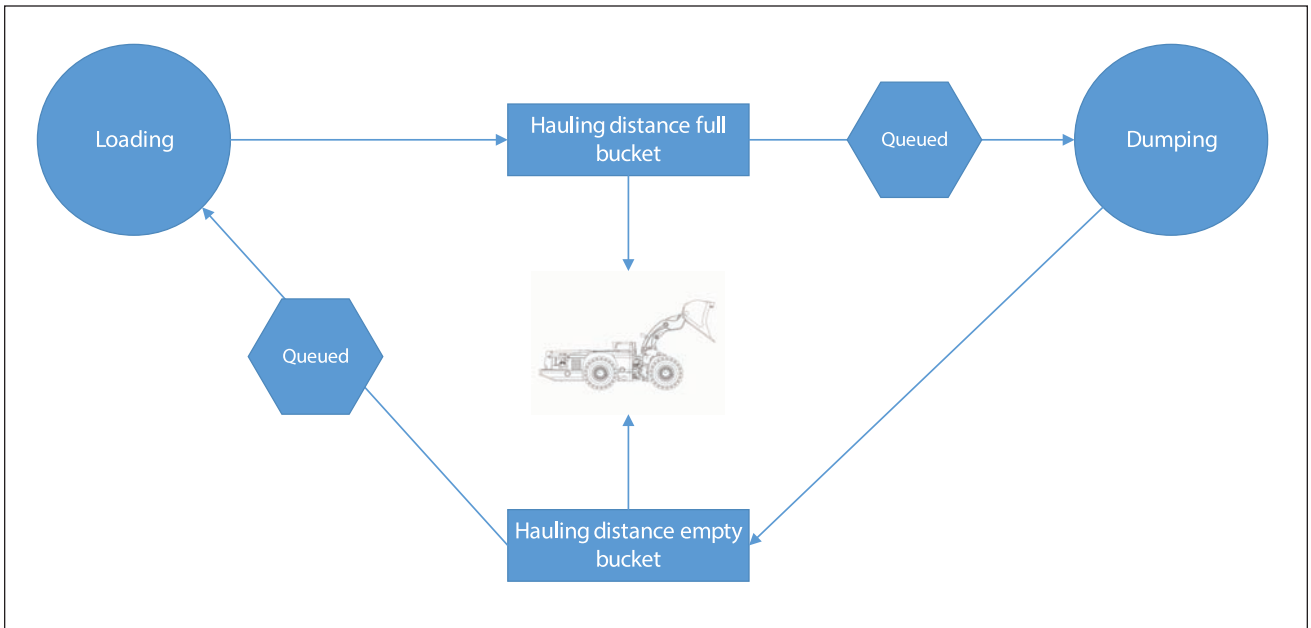 Loading
Hauling distance full
bucket
Queued
Dumping
Queued
Hauling distance empty
bucket